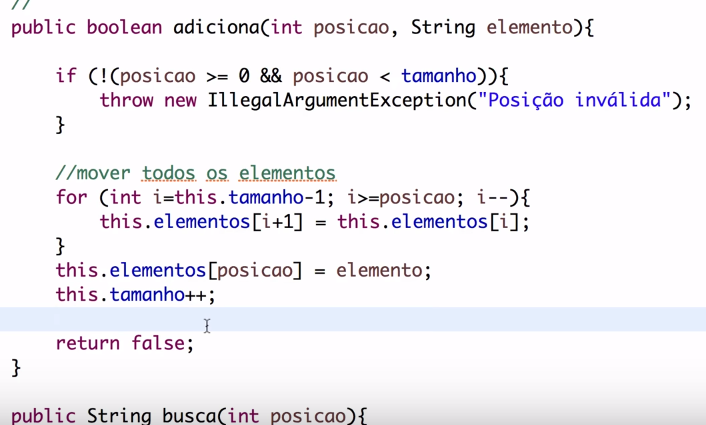 //
public boolean adiciona(int posicao, String elemento){
if (!(posicao >= 0 && posicao < tamanho)){
throw new IllegalArgumentException("Posição inválida");
}
//mover todos os elementos
for (int i=this.tamanho-1; i>=posicao; i--){
this.elementos[i+1] = this.elementos[i];
}
this.elementos[posicao] = elemento;
this.tamanho++;
return false;
}
public String busca(int posicao){